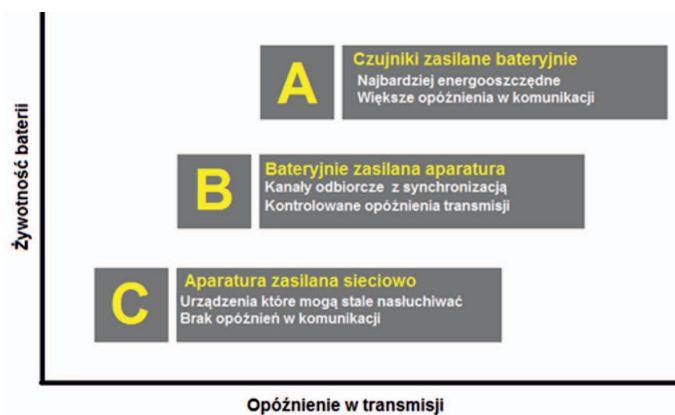 Żywotność baterii
A
Czujniki zasilane bateryjnie
Najbardziej energooszczędne
Większe opóźnienia w komunikacji
B
Bateryjnie zasilana aparatura
Kanały odbiorcze z synchronizacją
Kontrolowane opóźnienia transmisji
C
Aparatura zasilana sieciowo
Urządzenia które mogą stale nasłuchiwać
Brak opóźnień w komunikacji
Opóźnienie w transmisji